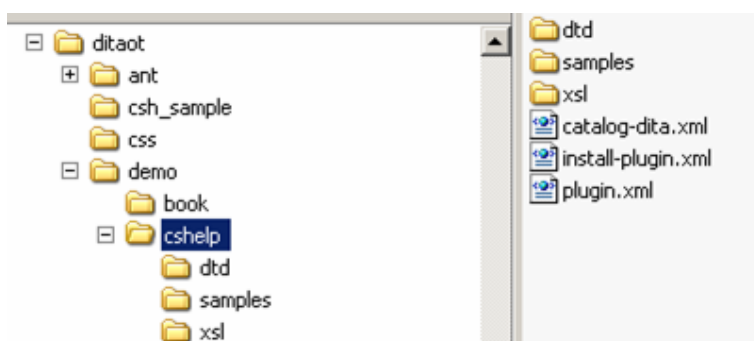 ditaot
ant
csh_sample
css
demo
book
cshelp
dtd
samples
xsl
dtd
samples
xsl
catalog-dita.xml
install-plugin.xml
plugin.xml